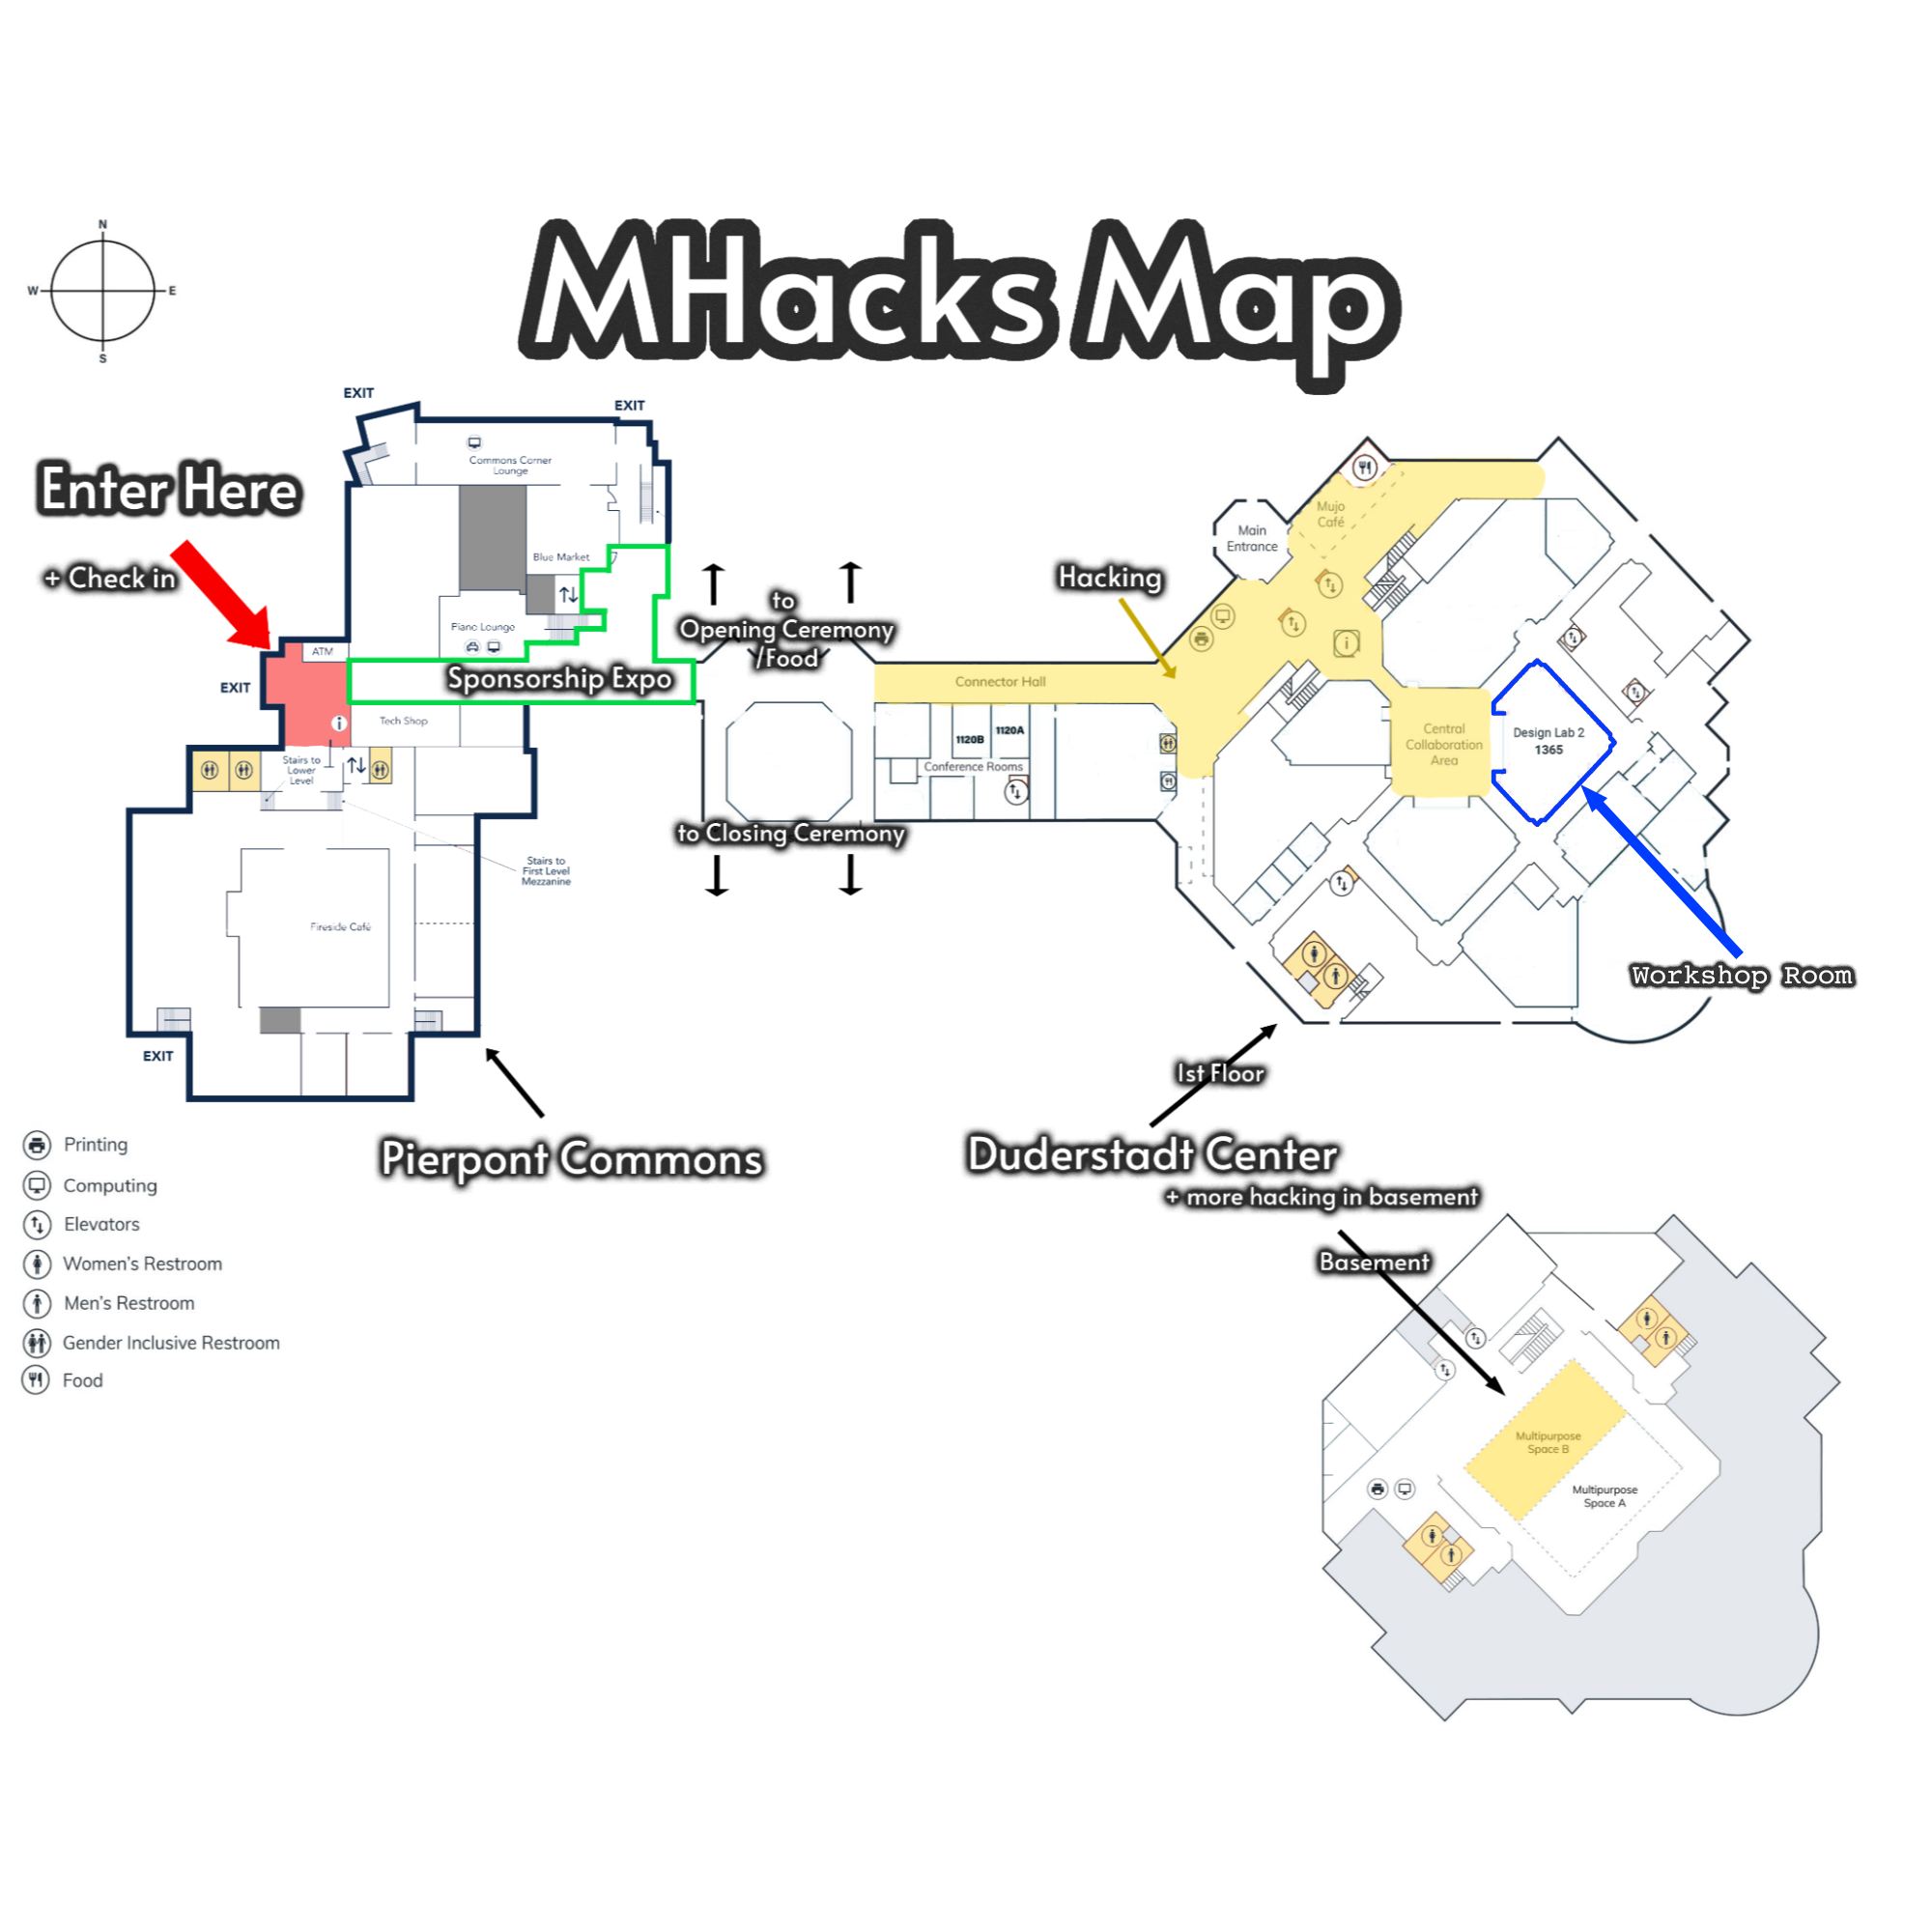 N
W
E
S
MHacks Map
EXIT
EXIT
Enter Here
+ Check in
Commons Corner
Lounge
Blue Market
Piano Lounge
ATM
EXIT
Sponsorship Expo
Tech Shop
Stairs to
Lower
Level
Stairs to
First Level
Mezzanine
Fireside Café
EXIT
Pierpont Commons
to
Opening Ceremony
/Food
to Closing Ceremony
Hacking
Connector Hall
1120B
1120A
Conference Rooms
Main
Entrance
Mujo
Café
Central
Collaboration
Area
Design Lab 2
1365
Workshop Room
1st Floor
Duderstadt Center
+ more hacking in basement
Basement
Multipurpose
Space B
Multipurpose
Space A
Printing
Computing
Elevators
Women's Restroom
Men's Restroom
Gender Inclusive Restroom
Food